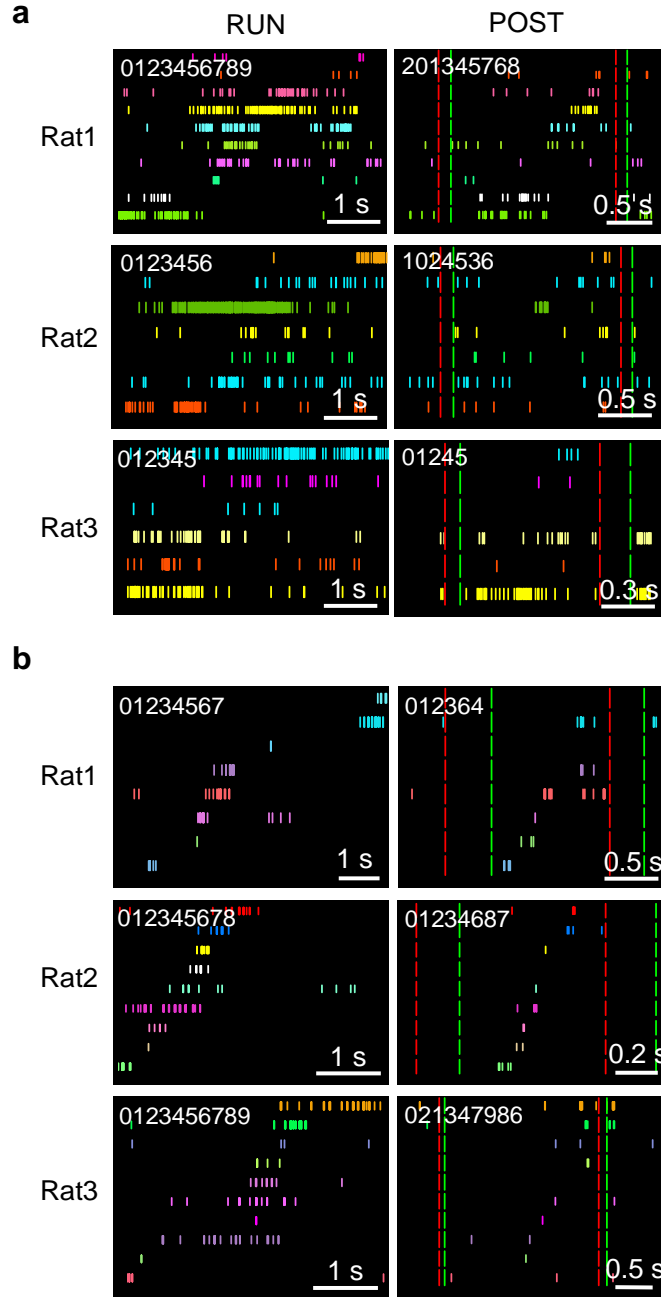 a
RUN POST
Rat1
0123456789
1 s
201345768
0.5 s
Rat2
0123456
1 s
1024536
0.5 s
Rat3
012345
1 s
01245
0.3 s
b
Rat1
01234567
1 s
012364
0.5 s
Rat2
012345678
1 s
01234687
0.2 s
Rat3
0123456789
1 s
021347986
0.5 s